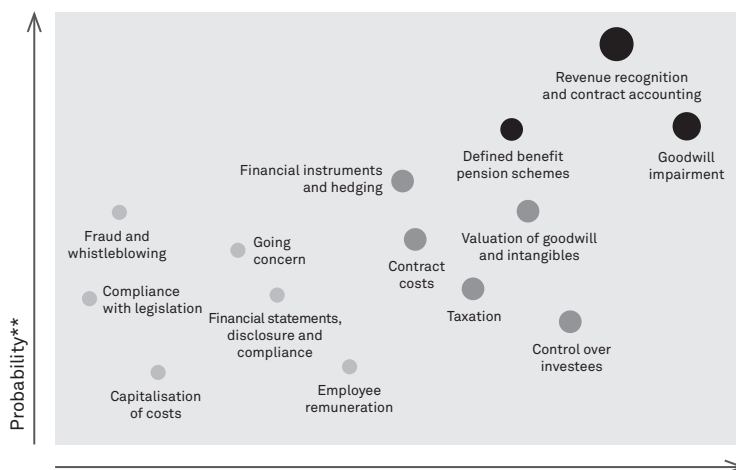 Revenue recognition
and contract accounting
Defined benefit
pension schemes
Goodwill
impairment
Financial instruments
and hedging
Fraud and
whistleblowing
Going
concern
Valuation of goodwill
and intangibles
Contract
costs
Compliance
with legislation
Financial statements,
disclosure and
compliance
Taxation
Control over
investees
Capitalisation
of costs
Employee
remuneration
Probability**